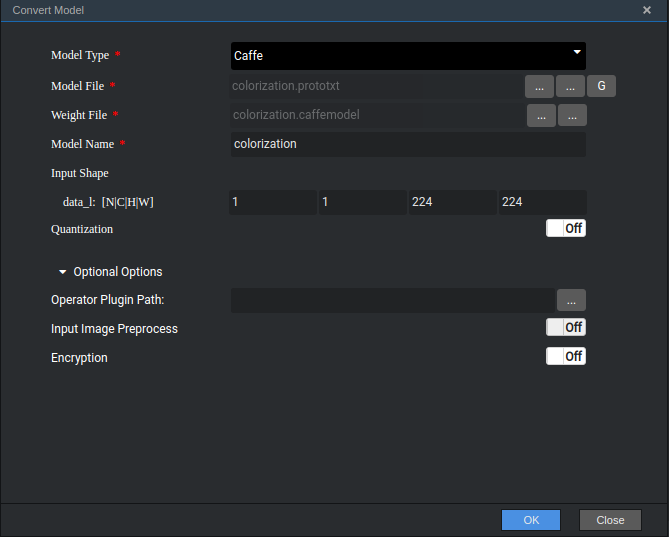 Convert Model ×
Model Type * Caffe
Model File * colorization.prototxt ... ... G
Weight File * colorization.caffemodel ... ...
Model Name * colorization
Input Shape
data_l: [N|C|H|W] 1 1 224 224
Quantization Off
Optional Options
Operator Plugin Path: ...
Input Image Preprocess Off
Encryption Off
OK Close